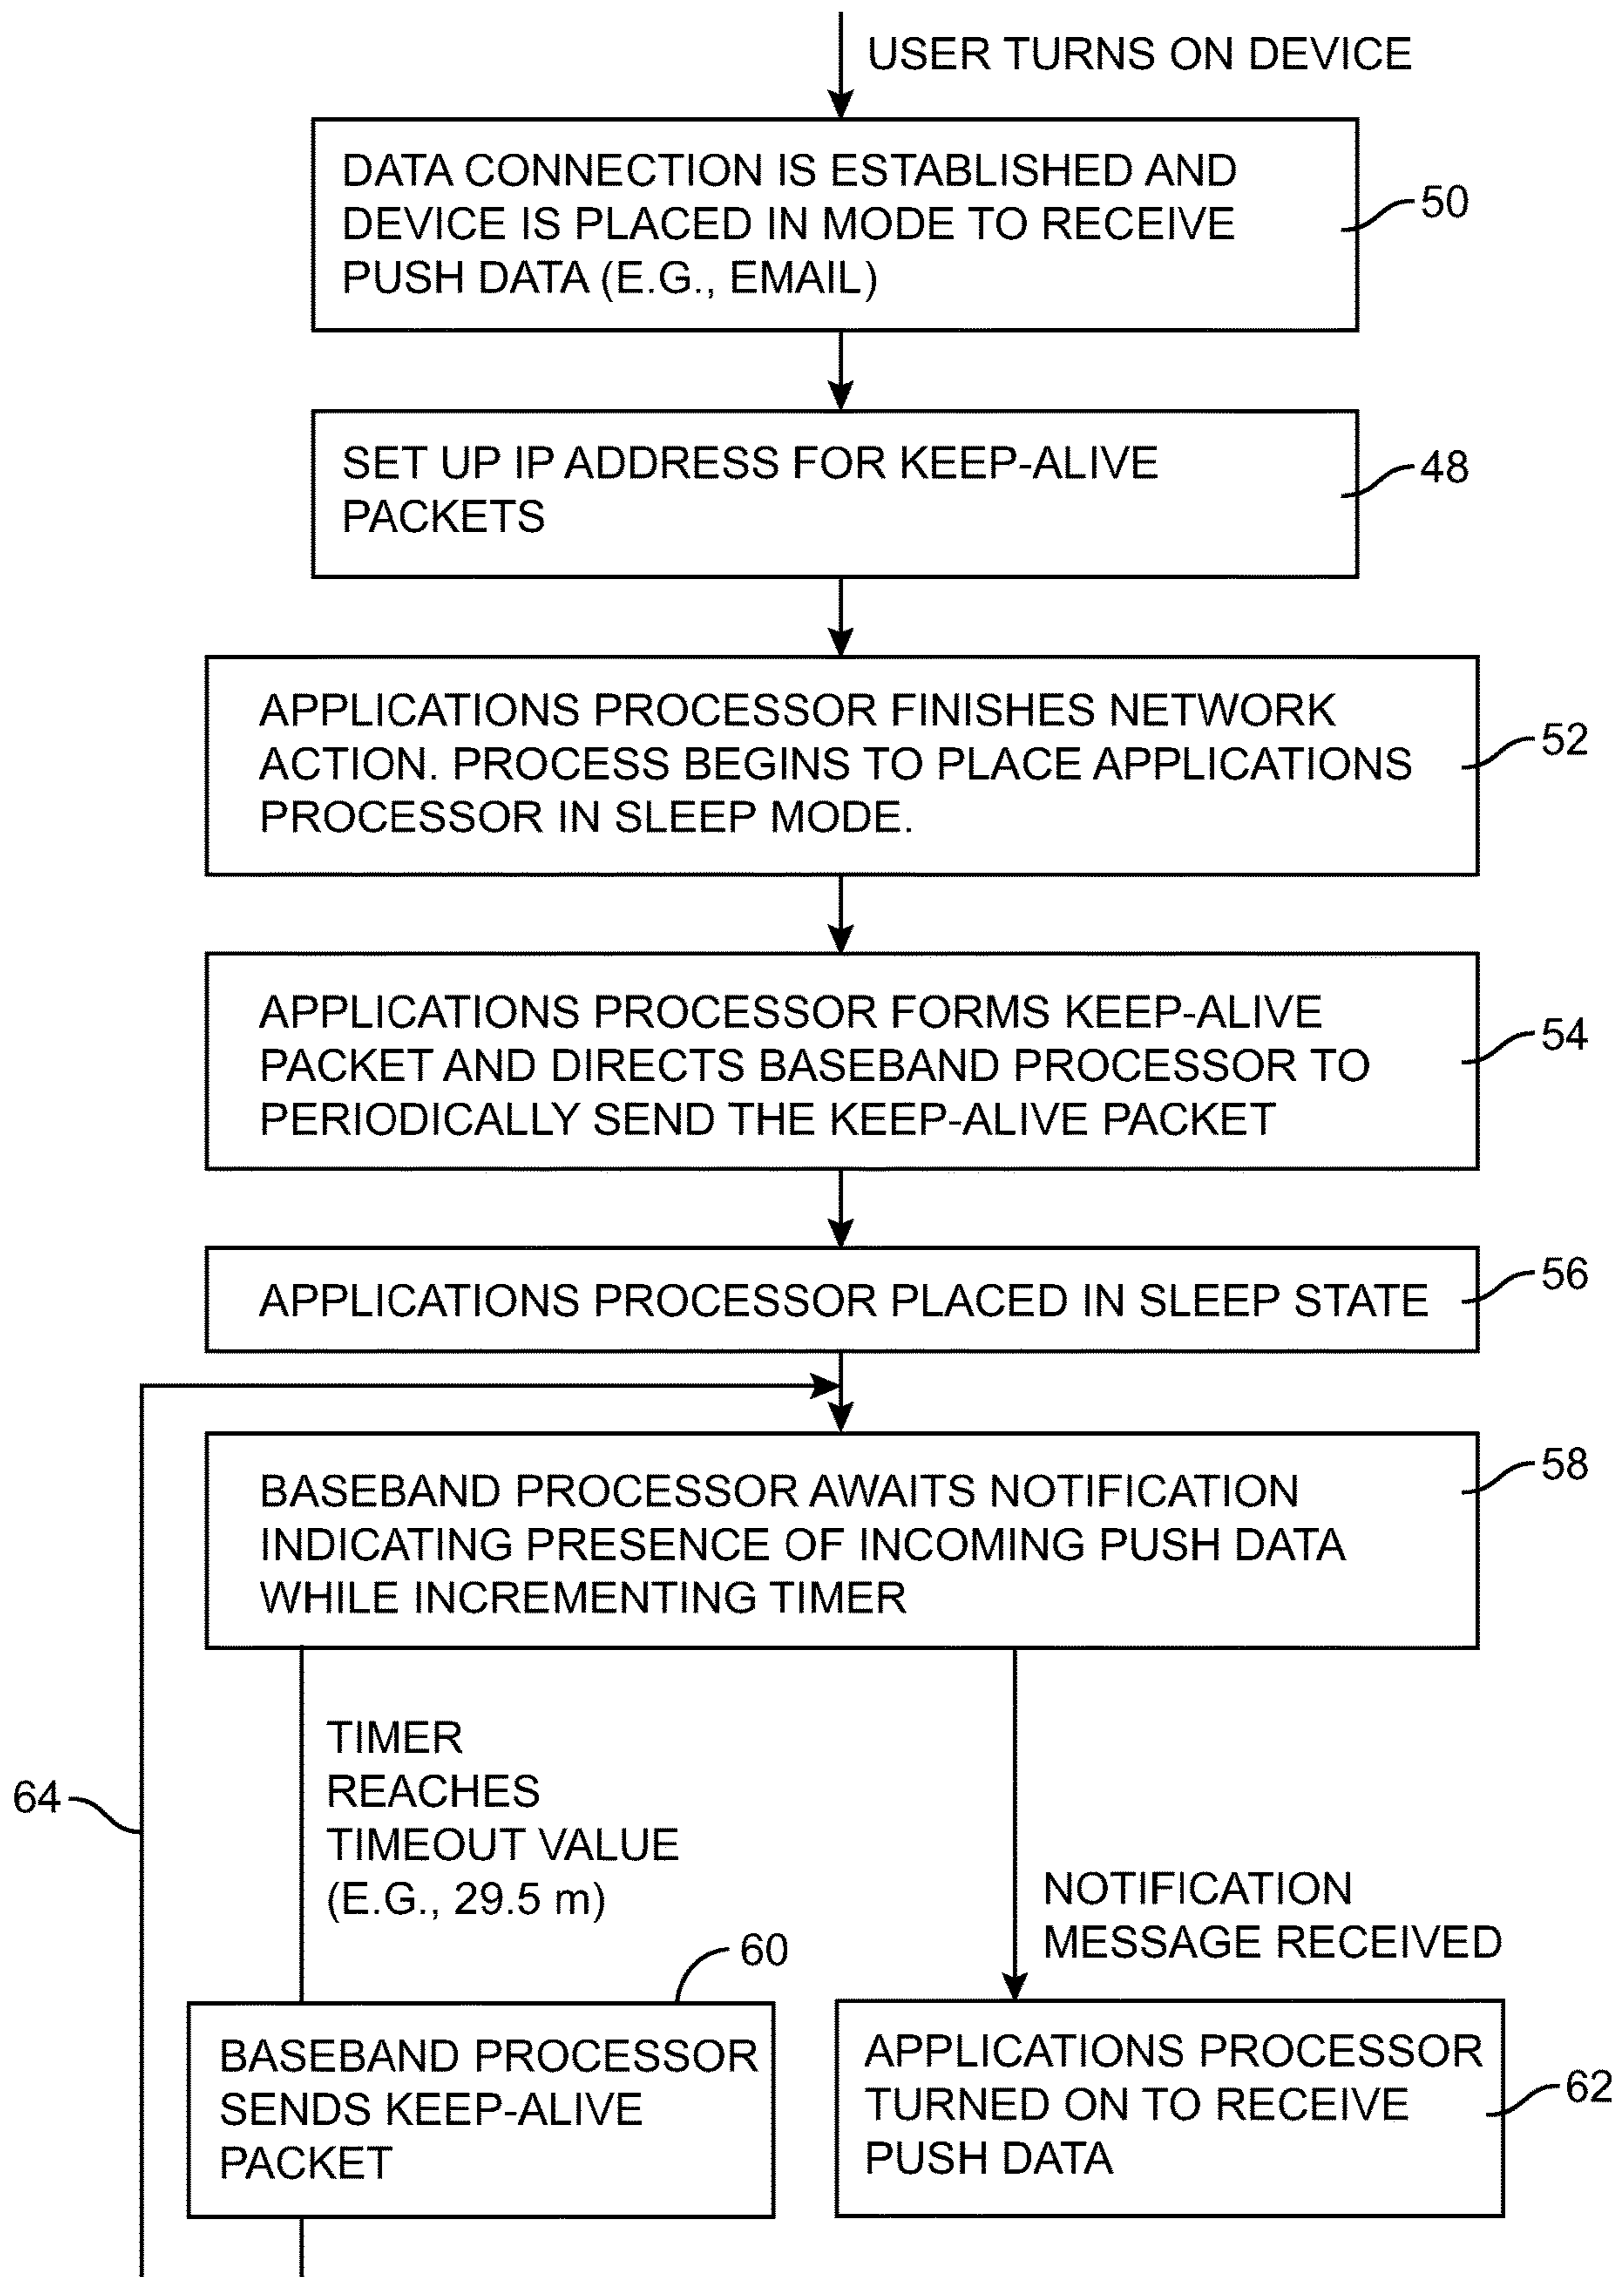 USER TURNS ON DEVICE
DATA CONNECTION IS ESTABLISHED AND
DEVICE IS PLACED IN MODE TO RECEIVE
PUSH DATA (E.G., EMAIL)
50
SET UP IP ADDRESS FOR KEEP-ALIVE
PACKETS
48
APPLICATIONS PROCESSOR FINISHES NETWORK
ACTION. PROCESS BEGINS TO PLACE APPLICATIONS
PROCESSOR IN SLEEP MODE.
52
APPLICATIONS PROCESSOR FORMS KEEP-ALIVE
PACKET AND DIRECTS BASEBAND PROCESSOR TO
PERIODICALLY SEND THE KEEP-ALIVE PACKET
54
APPLICATIONS PROCESSOR PLACED IN SLEEP STATE
56
BASEBAND PROCESSOR AWAITS NOTIFICATION
INDICATING PRESENCE OF INCOMING PUSH DATA
WHILE INCREMENTING TIMER
58
64
TIMER
REACHES
TIMEOUT VALUE
(E.G., 29.5 m)
NOTIFICATION
MESSAGE RECEIVED
60
BASEBAND PROCESSOR
SENDS KEEP-ALIVE
PACKET
APPLICATIONS PROCESSOR
TURNED ON TO RECEIVE
PUSH DATA
62